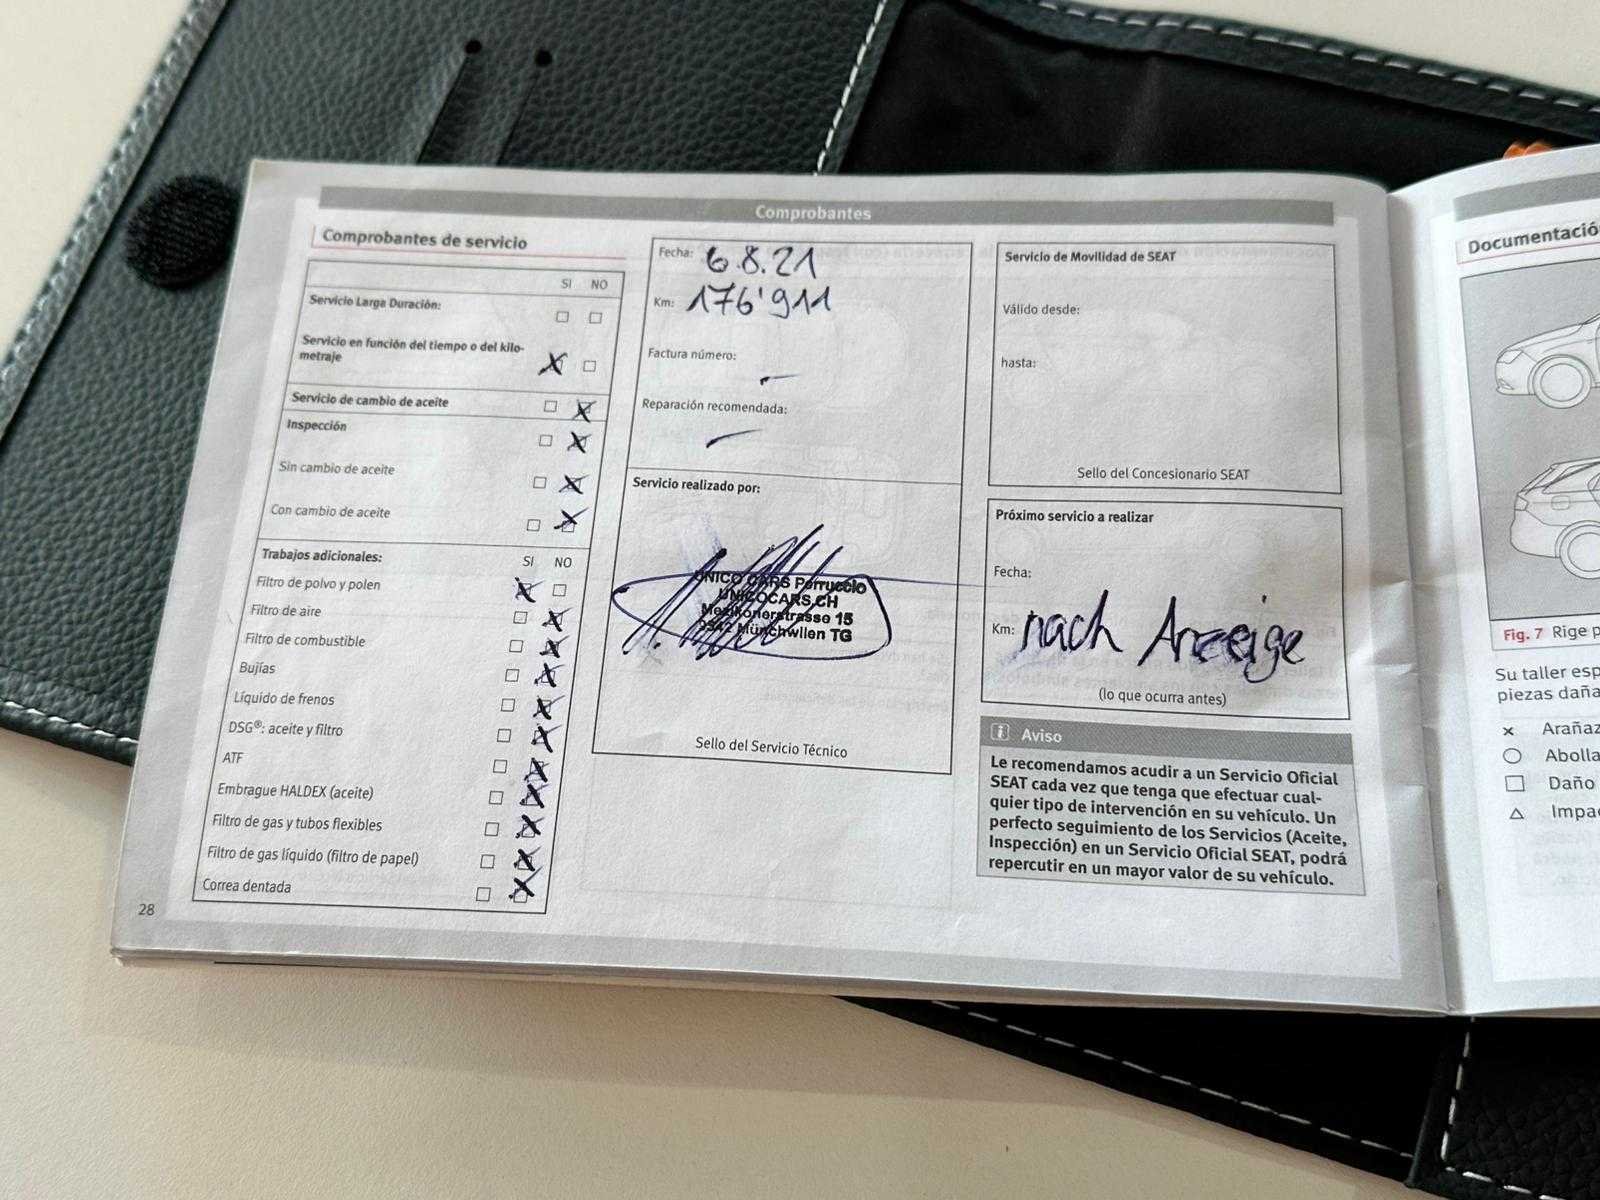 Comprobantes
Comprobantes de servicio
SI NO
Servicio Larga Duración:
Servicio en función del tiempo o del kilo-
metraje
Servicio de cambio de aceite
Inspección
Sin cambio de aceite
Con cambio de aceite
Trabajos adicionales: SI NO
Filtro de polvo y polen
Filtro de aire
Filtro de combustible
Bujías
Líquido de frenos
DSG®: aceite y filtro
ATF
Embrague HALDEX (aceite)
Filtro de gas y tubos flexibles
Filtro de gas líquido (filtro de papel)
Correa dentada
28
Fecha: 6.8.21
Km: 176'911
Factura número:
Reparación recomendada:
Servicio realizado por:
UNICO CARS Perruccio
UNICOCARS.CH
15
Münchwilen TG
Sello del Servicio Técnico
Servicio de Movilidad de SEAT
Válido desde:
hasta:
Sello del Concesionario SEAT
Próximo servicio a realizar
Fecha:
Km: nach Anzeige
(lo que ocurra antes)
i Aviso
Le recomendamos acudir a un Servicio Oficial
SEAT cada vez que tenga que efectuar cual-
quier tipo de intervención en su vehículo. Un
perfecto seguimiento de los Servicios (Aceite,
Inspección) en un Servicio Oficial SEAT, podrá
repercutir en un mayor valor de su vehículo.
Fig. 7
Su taller
piezas